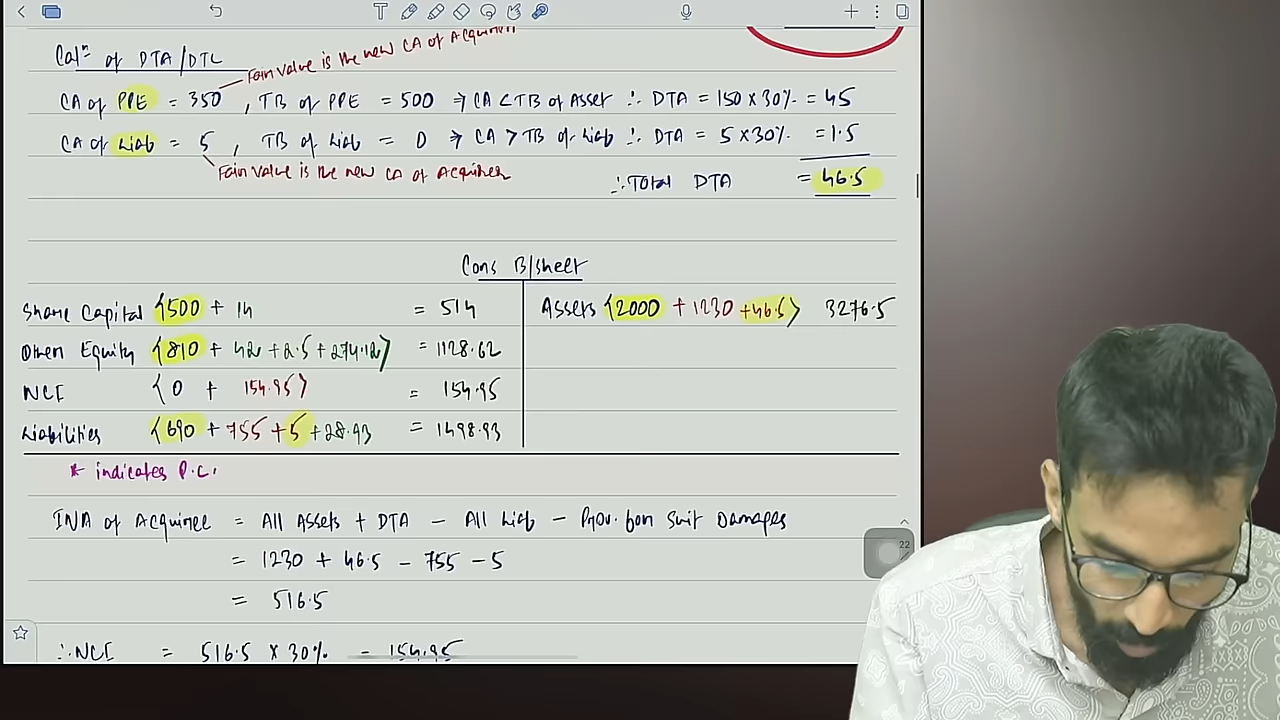 Calⁿ of DTA/DTL
Fair value is the new CA of Acquirer
CA of PPE = 350 , TB of PPE = 500 ⇒ CA < TB of Asset ∴ DTA = 150 × 30% = 45
CA of Liab = 5 , TB of Liab = 0 ⇒ CA > TB of Liab ∴ DTA = 5 × 30% = 1.5
Fair value is the new CA of Acquirer
∴ Total DTA = 46.5
Cons B/sheet
Share Capital {500 + 14 = 514
Assets {2000 + 1230 + 46.5} 3276.5
Other Equity {810 + 42 + 2.5 + 274.12} = 1128.62
NCI {0 + 154.95} = 154.95
Liabilities {690 + 755 + 5 + 28.93 = 1498.93
* indicates P.C.
INA of Acquiree = All Assets + DTA - All Liab - Prov. for Suit Damages
= 1230 + 46.5 - 755 - 5
22
= 516.5
∴ NCI = 516.5 × 30% = 154.95